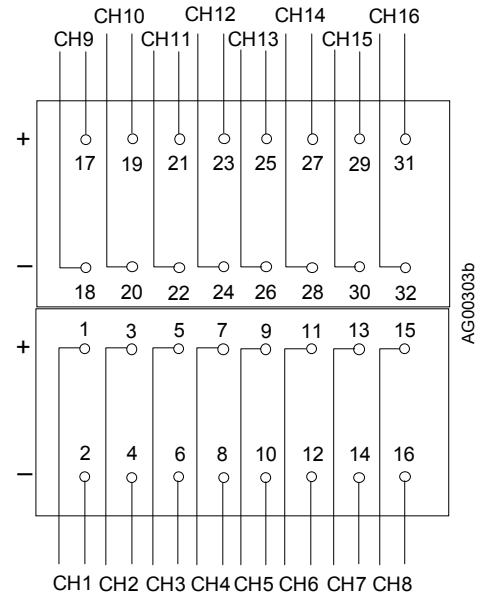 CH10 CH12 CH14 CH16
CH9 CH11 CH13 CH15
+
17 19 21 23 25 27 29 31
−
18 20 22 24 26 28 30 32
AG00303b
+
1 3 5 7 9 11 13 15
2 4 6 8 10 12 14 16
−
CH1 CH2 CH3 CH4 CH5 CH6 CH7 CH8